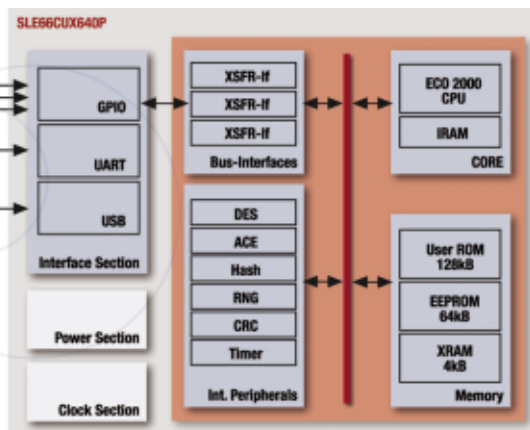 SLE66CUX640P
GPIO
UART
USB
Interface Section
Power Section
Clock Section
XSFR-If
XSFR-If
XSFR-If
Bus-Interfaces
DES
ACE
Hash
RNG
CRC
Timer
Int. Peripherals
ECO 2000
CPU
IRAM
CORE
User ROM
128kB
EEPROM
64kB
XRAM
4kB
Memory